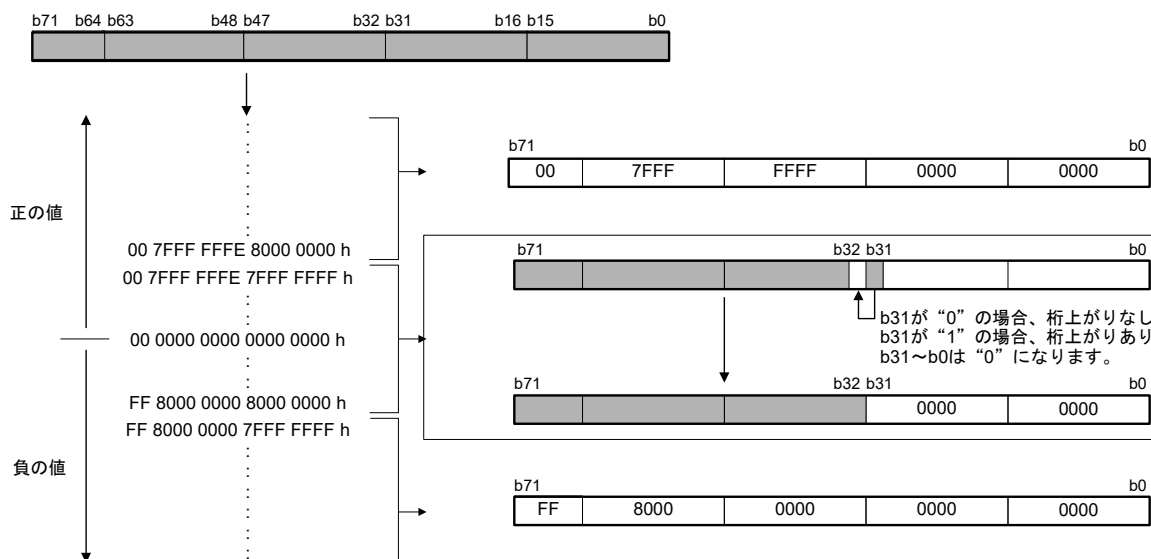 b71 b64 b63 b48 b47 b32 b31 b16 b15 b0
b71 b0
00 7FFF FFFF 0000 0000
正の値
00 7FFF FFFE 8000 0000 h
00 7FFF FFFE 7FFF FFFF h
b71 b32 b31 b0
b31が“0”の場合、桁上がりなし
b31が“1”の場合、桁上がりあり
b31~b0は“0”になります。
00 0000 0000 0000 0000 h
b71 b32 b31 b0
0000 0000
FF 8000 0000 8000 0000 h
FF 8000 0000 7FFF FFFF h
負の値
b71 b0
FF 8000 0000 0000 0000